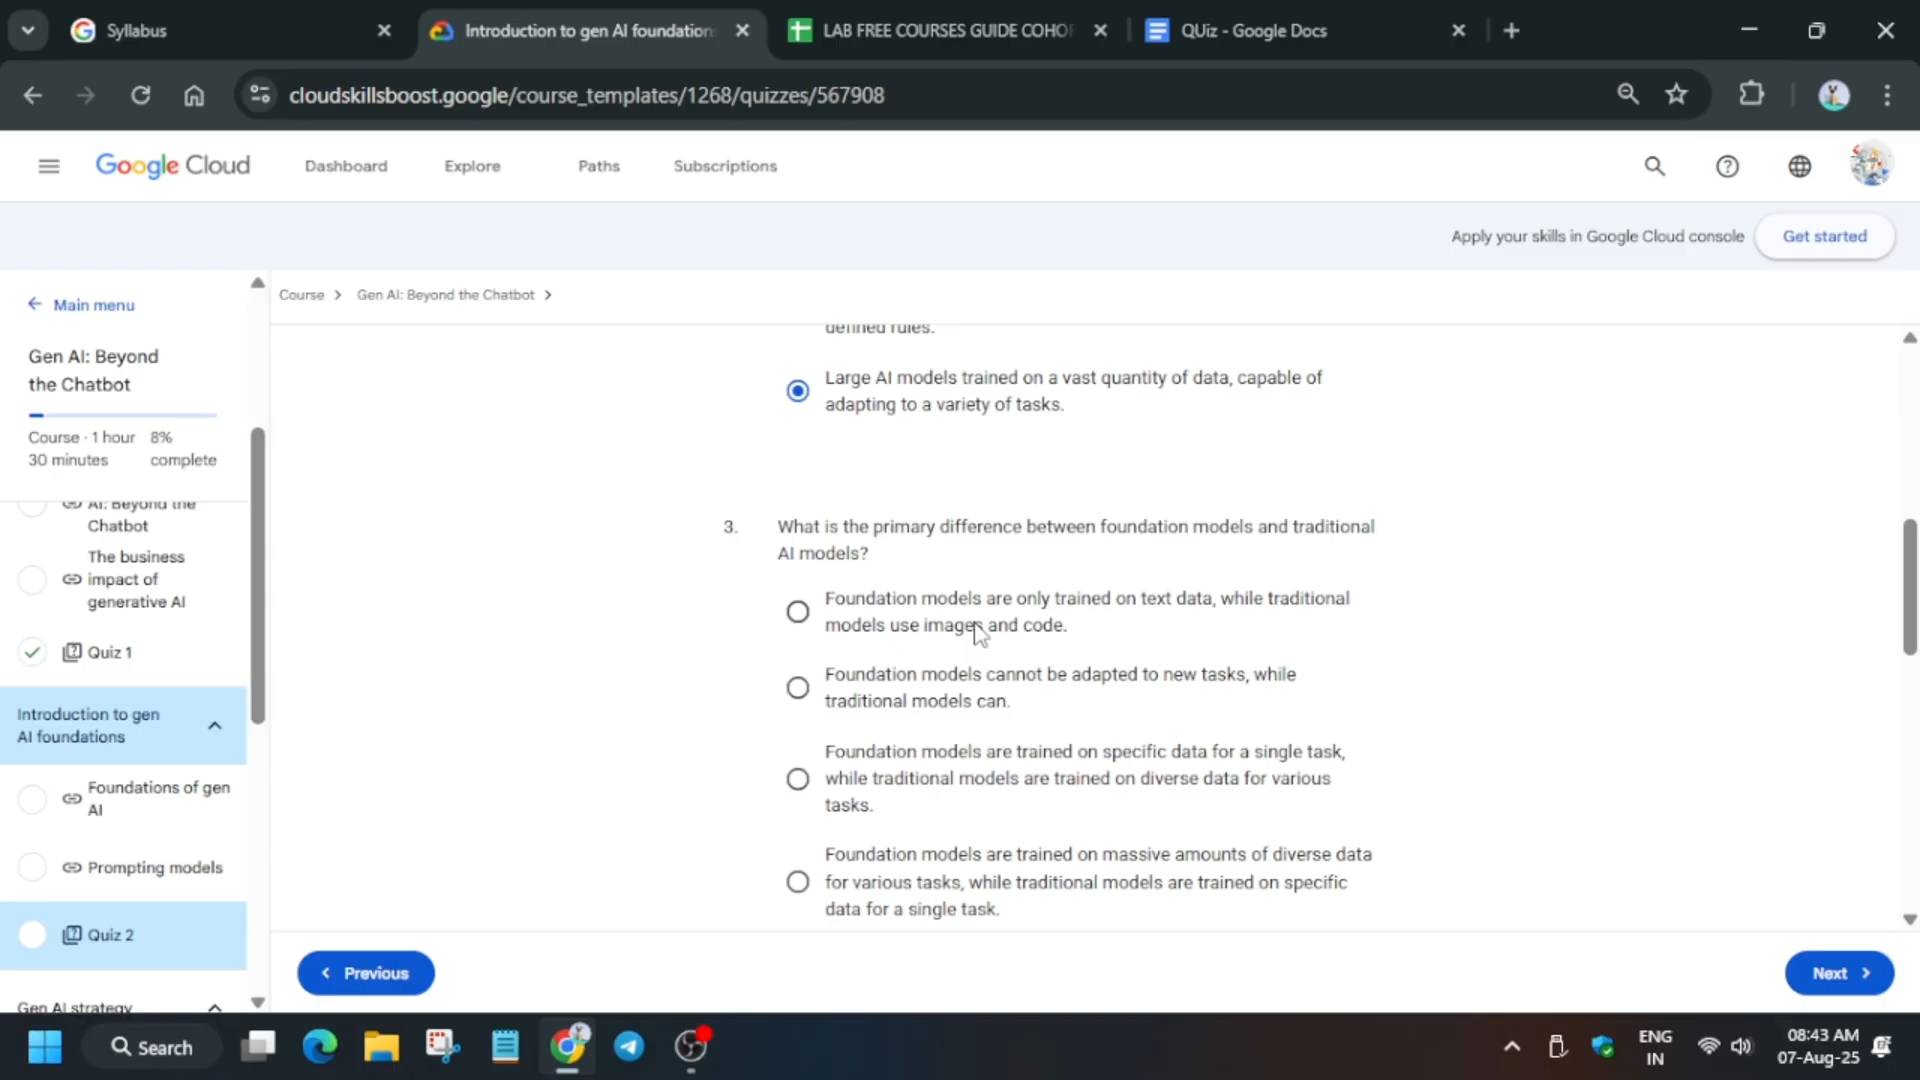 Syllabus
Introduction to gen AI foundation
LAB FREE COURSES GUIDE COHO
QUiz - Google Docs
cloudskillsboost.google/course_templates/1268/quizzes/567908
Google Cloud
Dashboard
Explore
Paths
Subscriptions
Apply your skills in Google Cloud console
Get started
Main menu
Gen AI: Beyond
the Chatbot
Course · 1 hour
30 minutes
8%
complete
AI: Beyond the
Chatbot
The business
impact of
generative AI
Quiz 1
Introduction to gen
AI foundations
Foundations of gen
AI
Prompting models
Quiz 2
Gen AI strategy
Course
Gen AI: Beyond the Chatbot
defined rules.
Large AI models trained on a vast quantity of data, capable of
adapting to a variety of tasks.
3. What is the primary difference between foundation models and traditional
AI models?
Foundation models are only trained on text data, while traditional
models use images and code.
Foundation models cannot be adapted to new tasks, while
traditional models can.
Foundation models are trained on specific data for a single task,
while traditional models are trained on diverse data for various
tasks.
Foundation models are trained on massive amounts of diverse data
for various tasks, while traditional models are trained on specific
data for a single task.
Previous
Next
Search
ENG
IN
08:43 AM
07-Aug-25